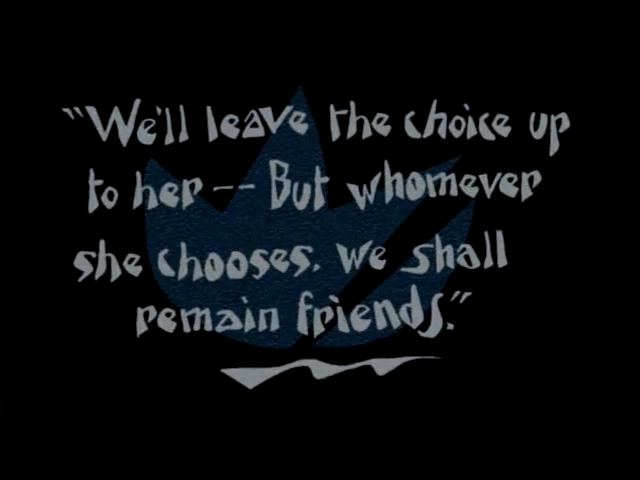 "We'll leave the choice up
to her -- But whomever
she chooses, we shall
remain friends."